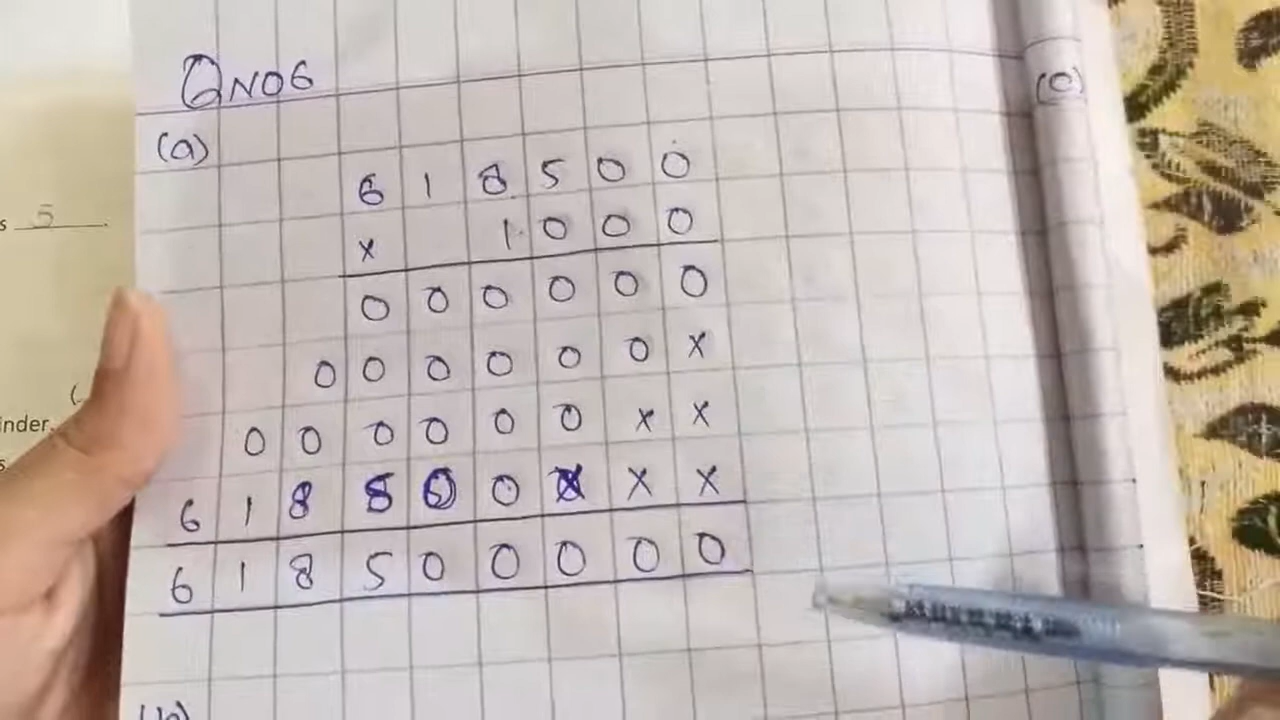 QNO6
(c)
(a)
6 1 8 5 0 0
x 1 0 0 0
0 0 0 0 0 0
0 0 0 0 0 0 x
0 0 0 0 0 0 x x
6 1 8 5 0 0 x x x
6 1 8 5 0 0 0 0 0
(b)
s 5
inder.
s